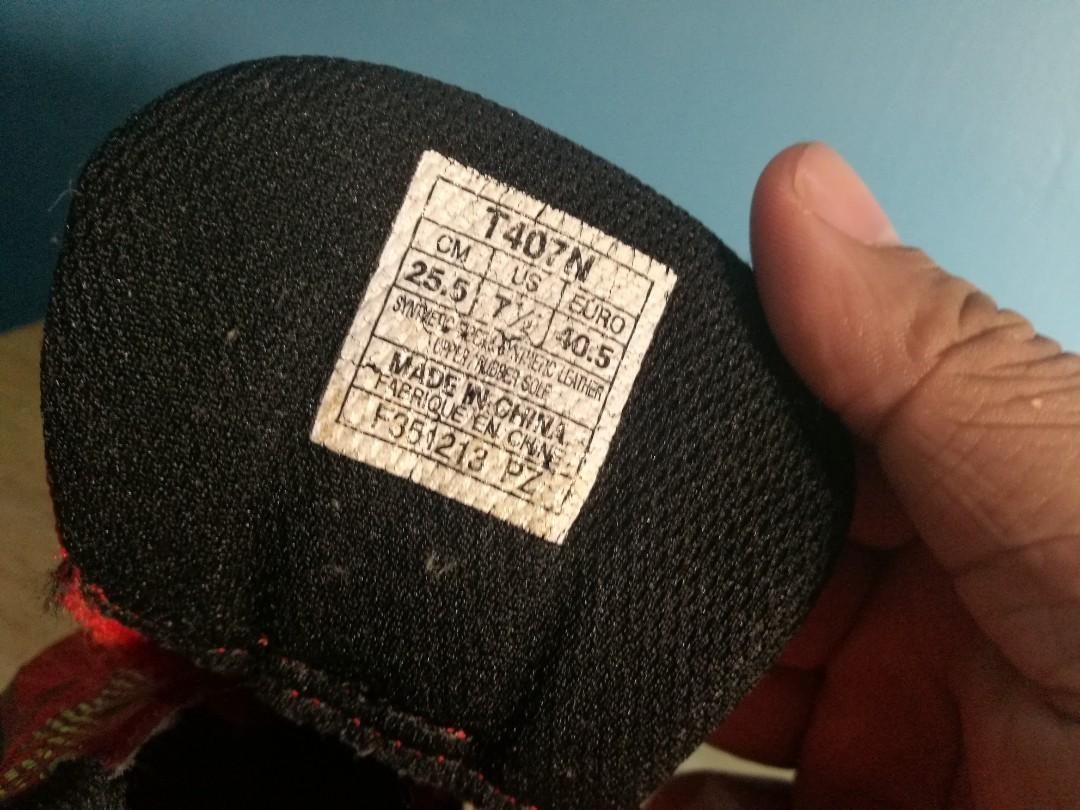 T407N
CM US EURO
25.5 7½ 40.5
SYNTHETIC LEATHER
UPPER/RUBBER SOLE
MADE IN CHINA
FABRIQUE EN CHINE
F351213 PZ